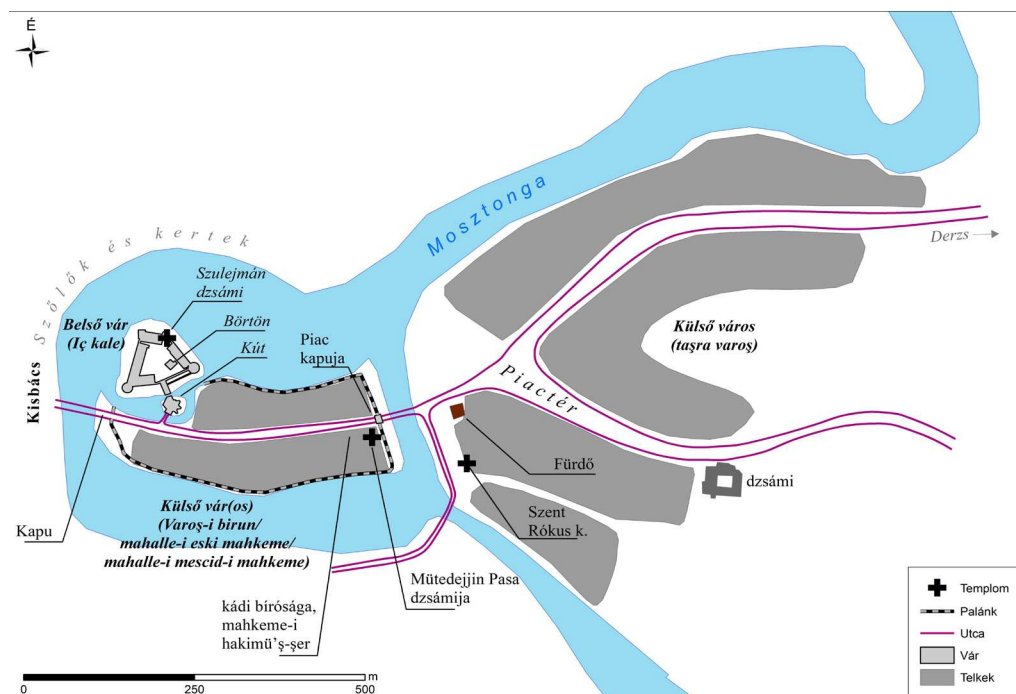 É
Mosztonga
Szőlők és kertek
Derzs
Szulejmán
dzsámi
Belső vár
(Iç kale)
Börtön
Kút
Piac
kapuja
Külső város
(taşra varoş)
Kisbács
Piactér
Fürdő
dzsámi
Szent
Rókus k.
Kapu
Külső vár(os)
(Varoş-i birun/
mahalle-i eski mahkeme/
mahalle-i mescid-i mahkeme)
Mütedejjin Pasa
dzsámija
kádi bírósága,
mahkeme-i
hakimü’ş-şer
Templom
Palánk
Utca
Vár
Telkek
m
0 250 500